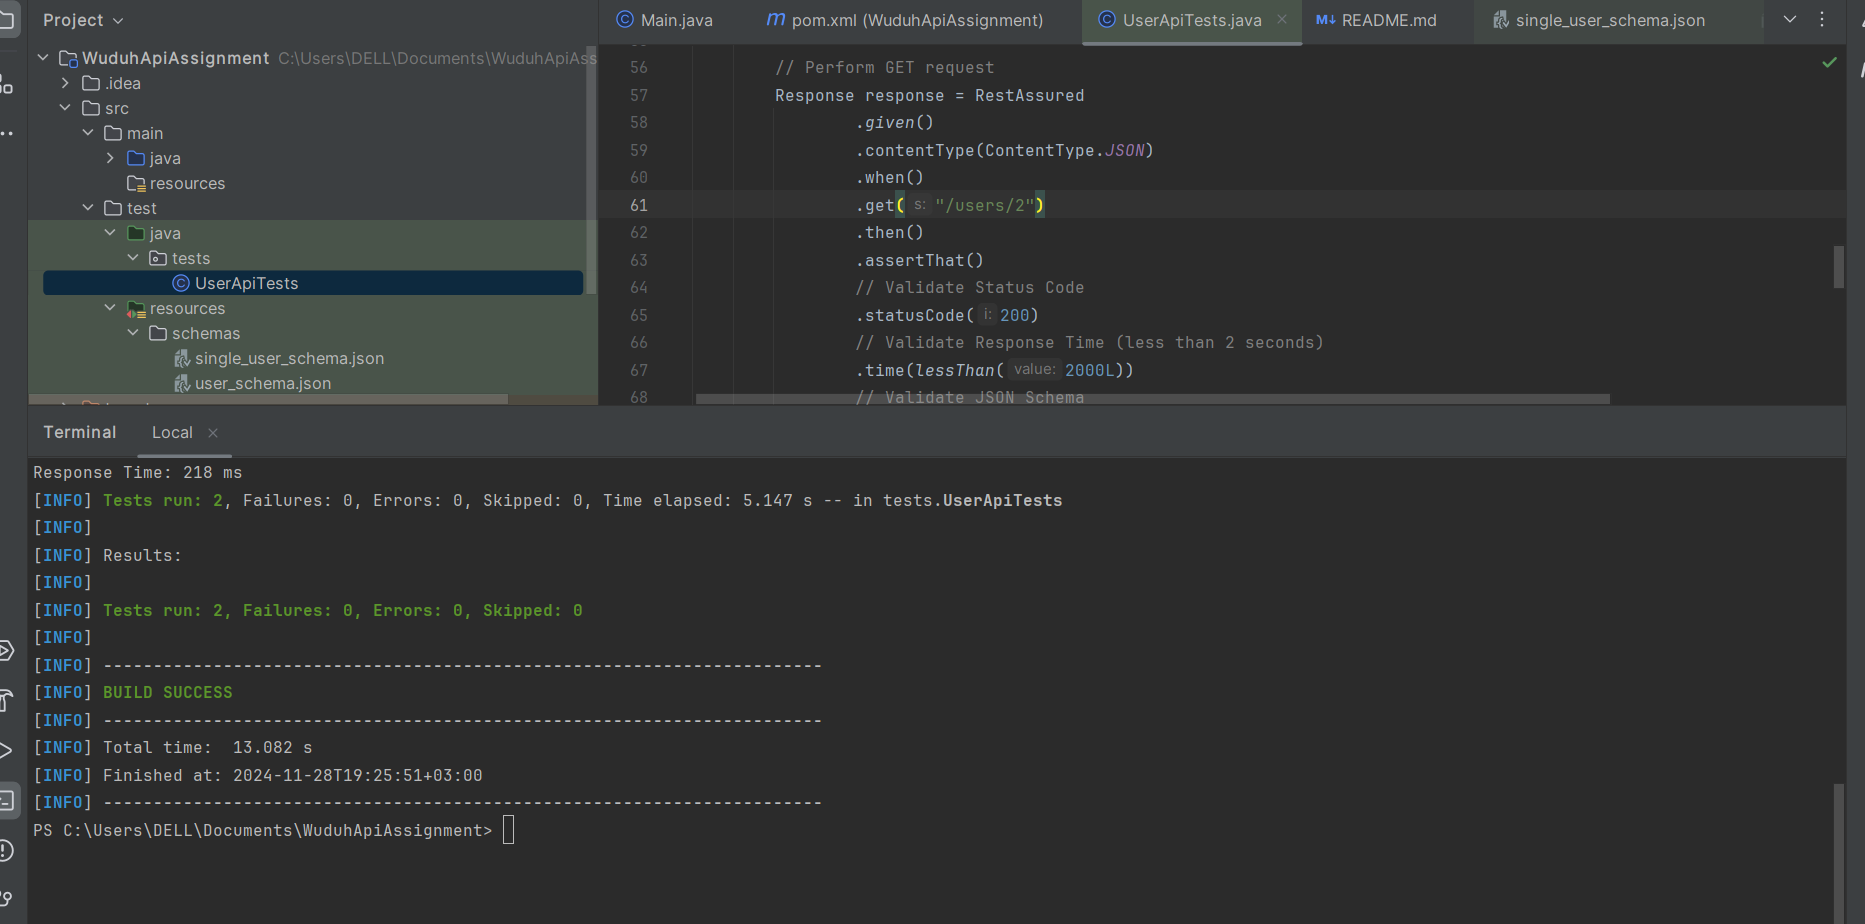 Project
Main.java
pom.xml (WuduhApiAssignment)
UserApiTests.java
README.md
single_user_schema.json
WuduhApiAssignment C:\Users\DELL\Documents\WuduhApiAss
.idea
src
main
java
resources
test
java
tests
UserApiTests
resources
schemas
single_user_schema.json
user_schema.json
56 // Perform GET request
57 Response response = RestAssured
58 .given()
59 .contentType(ContentType.JSON)
60 .when()
61 .get( s: "/users/2")
62 .then()
63 .assertThat()
64 // Validate Status Code
65 .statusCode( i: 200)
66 // Validate Response Time (less than 2 seconds)
67 .time(lessThan( value: 2000L))
68 // Validate JSON Schema
Terminal Local
Response Time: 218 ms
[INFO] Tests run: 2, Failures: 0, Errors: 0, Skipped: 0, Time elapsed: 5.147 s -- in tests.UserApiTests
[INFO]
[INFO] Results:
[INFO]
[INFO] Tests run: 2, Failures: 0, Errors: 0, Skipped: 0
[INFO]
[INFO] ------------------------------------------------------------------------
[INFO] BUILD SUCCESS
[INFO] ------------------------------------------------------------------------
[INFO] Total time:  13.082 s
[INFO] Finished at: 2024-11-28T19:25:51+03:00
[INFO] ------------------------------------------------------------------------
PS C:\Users\DELL\Documents\WuduhApiAssignment>